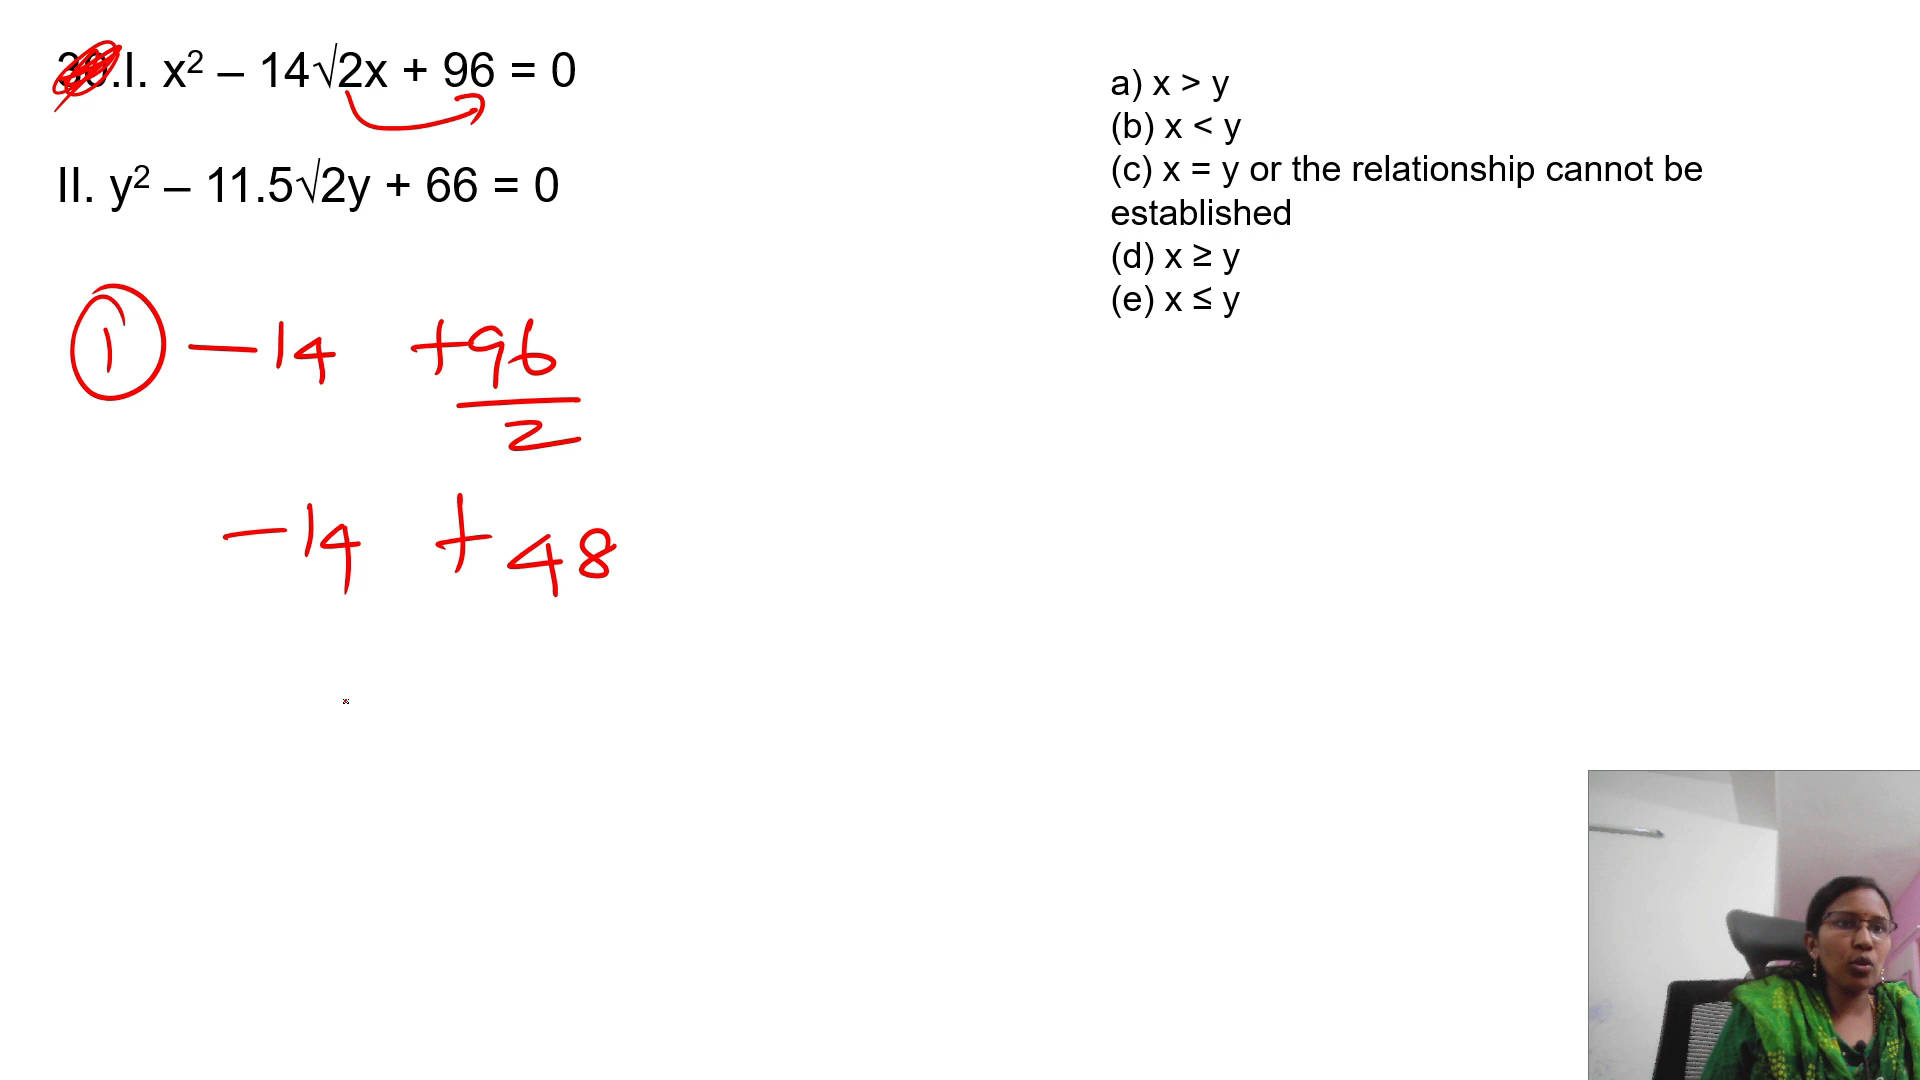 .I. x² – 14√2x + 96 = 0
II. y² – 11.5√2y + 66 = 0
1 – 14 +96
2
– 14 + 48
a) x > y
(b) x < y
(c) x = y or the relationship cannot be
established
(d) x ≥ y
(e) x ≤ y